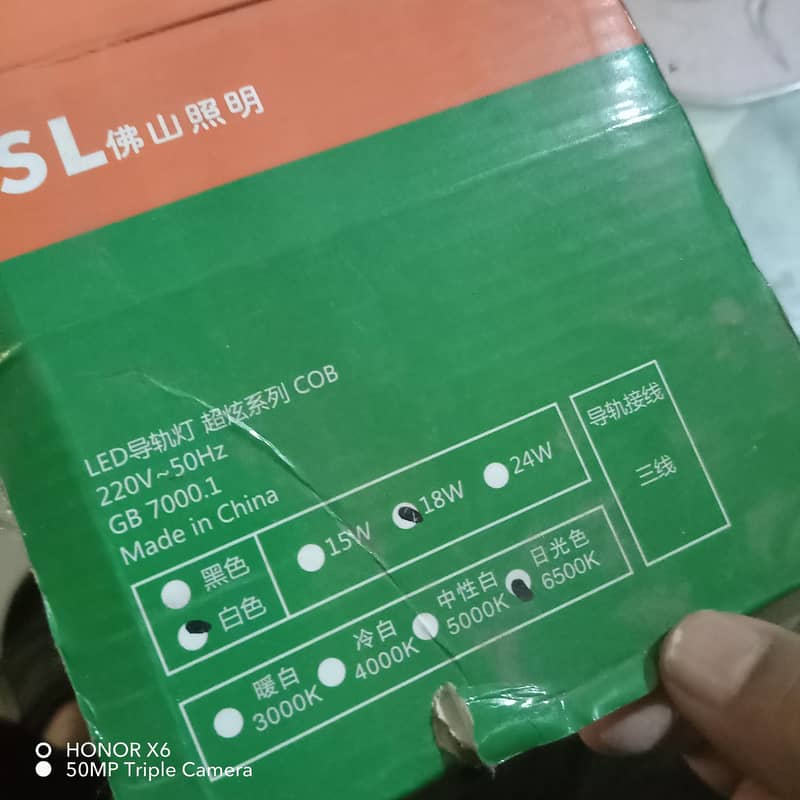 SL佛山照明
LED导轨灯 超炫系列 COB
220V~50Hz
GB 7000.1
Made in China
黑色
白色
15W
18W
24W
导轨接线
三线
暖白
3000K
冷白
4000K
中性白
5000K
日光色
6500K
HONOR X6
50MP Triple Camera